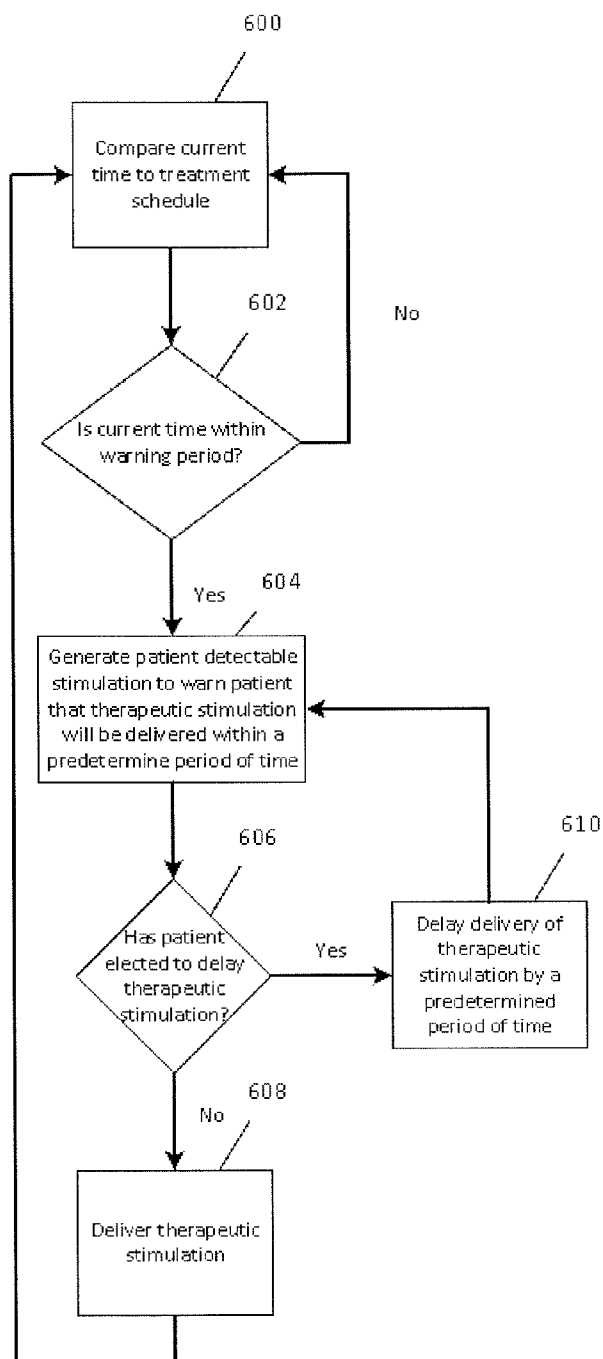 600
Compare current
time to treatment
schedule
602
No
Is current time within
warning period?
Yes
604
Generate patient detectable
stimulation to warn patient
that therapeutic stimulation
will be delivered within a
predetermine period of time
606
610
Has patient
elected to delay
therapeutic
stimulation?
Yes
Delay delivery of
therapeutic
stimulation by a
predetermined
period of time
No
608
Deliver therapeutic
stimulation